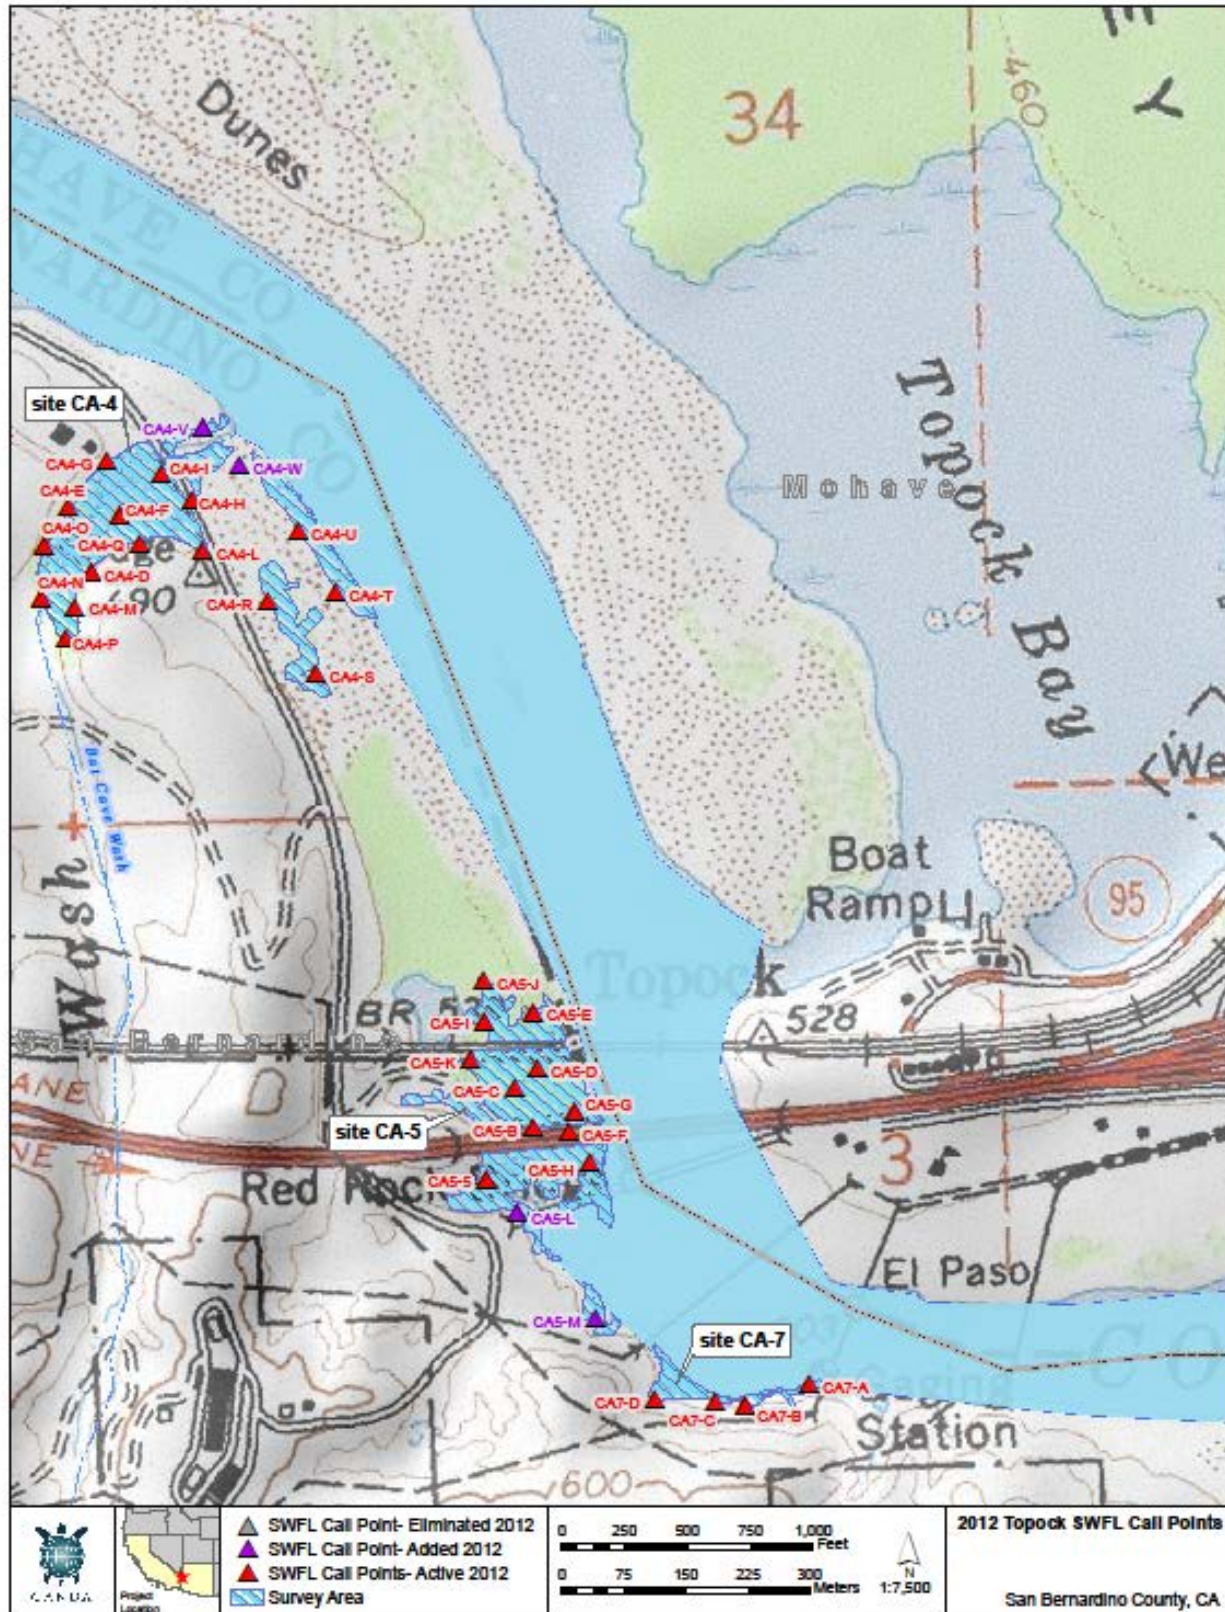 Dunes
34
460
Y
HAVE CO
NARDINO CO
site CA-4
CA4-V
CA4-W
CA4-G
CA4-I
CA4-E
CA4-H
CA4-F
CA4-O
CA4-U
CA4-Q
CA4-L
CA4-D
CA4-N
490
CA4-M
CA4-R
CA4-T
CA4-P
CA4-S
Mohave
Topock Bay
We
Bat Cave Wash
Wash
Boat
Ramp
95
Topock
CA5-J
BR
CA5-E
CA5-I
528
San Bernardino
CA5-K
CA5-D
CA5-C
CA5-G
site CA-5
CA5-B
CA5-F
3
CA5-H
Red Rock
CA5-S
CA5-L
El Paso
CA5-M
site CA-7
CO
CA7-A
CA7-D
CA7-C
CA7-B
Gaging
Station
600
CANDA
Project
Location
SWFL Call Point- Eliminated 2012
SWFL Call Point- Added 2012
SWFL Call Points- Active 2012
Survey Area
0 250 500 750 1,000
Feet
0 75 150 225 300
Meters
N
1:7,500
2012 Topock SWFL Call Points
San Bernardino County, CA